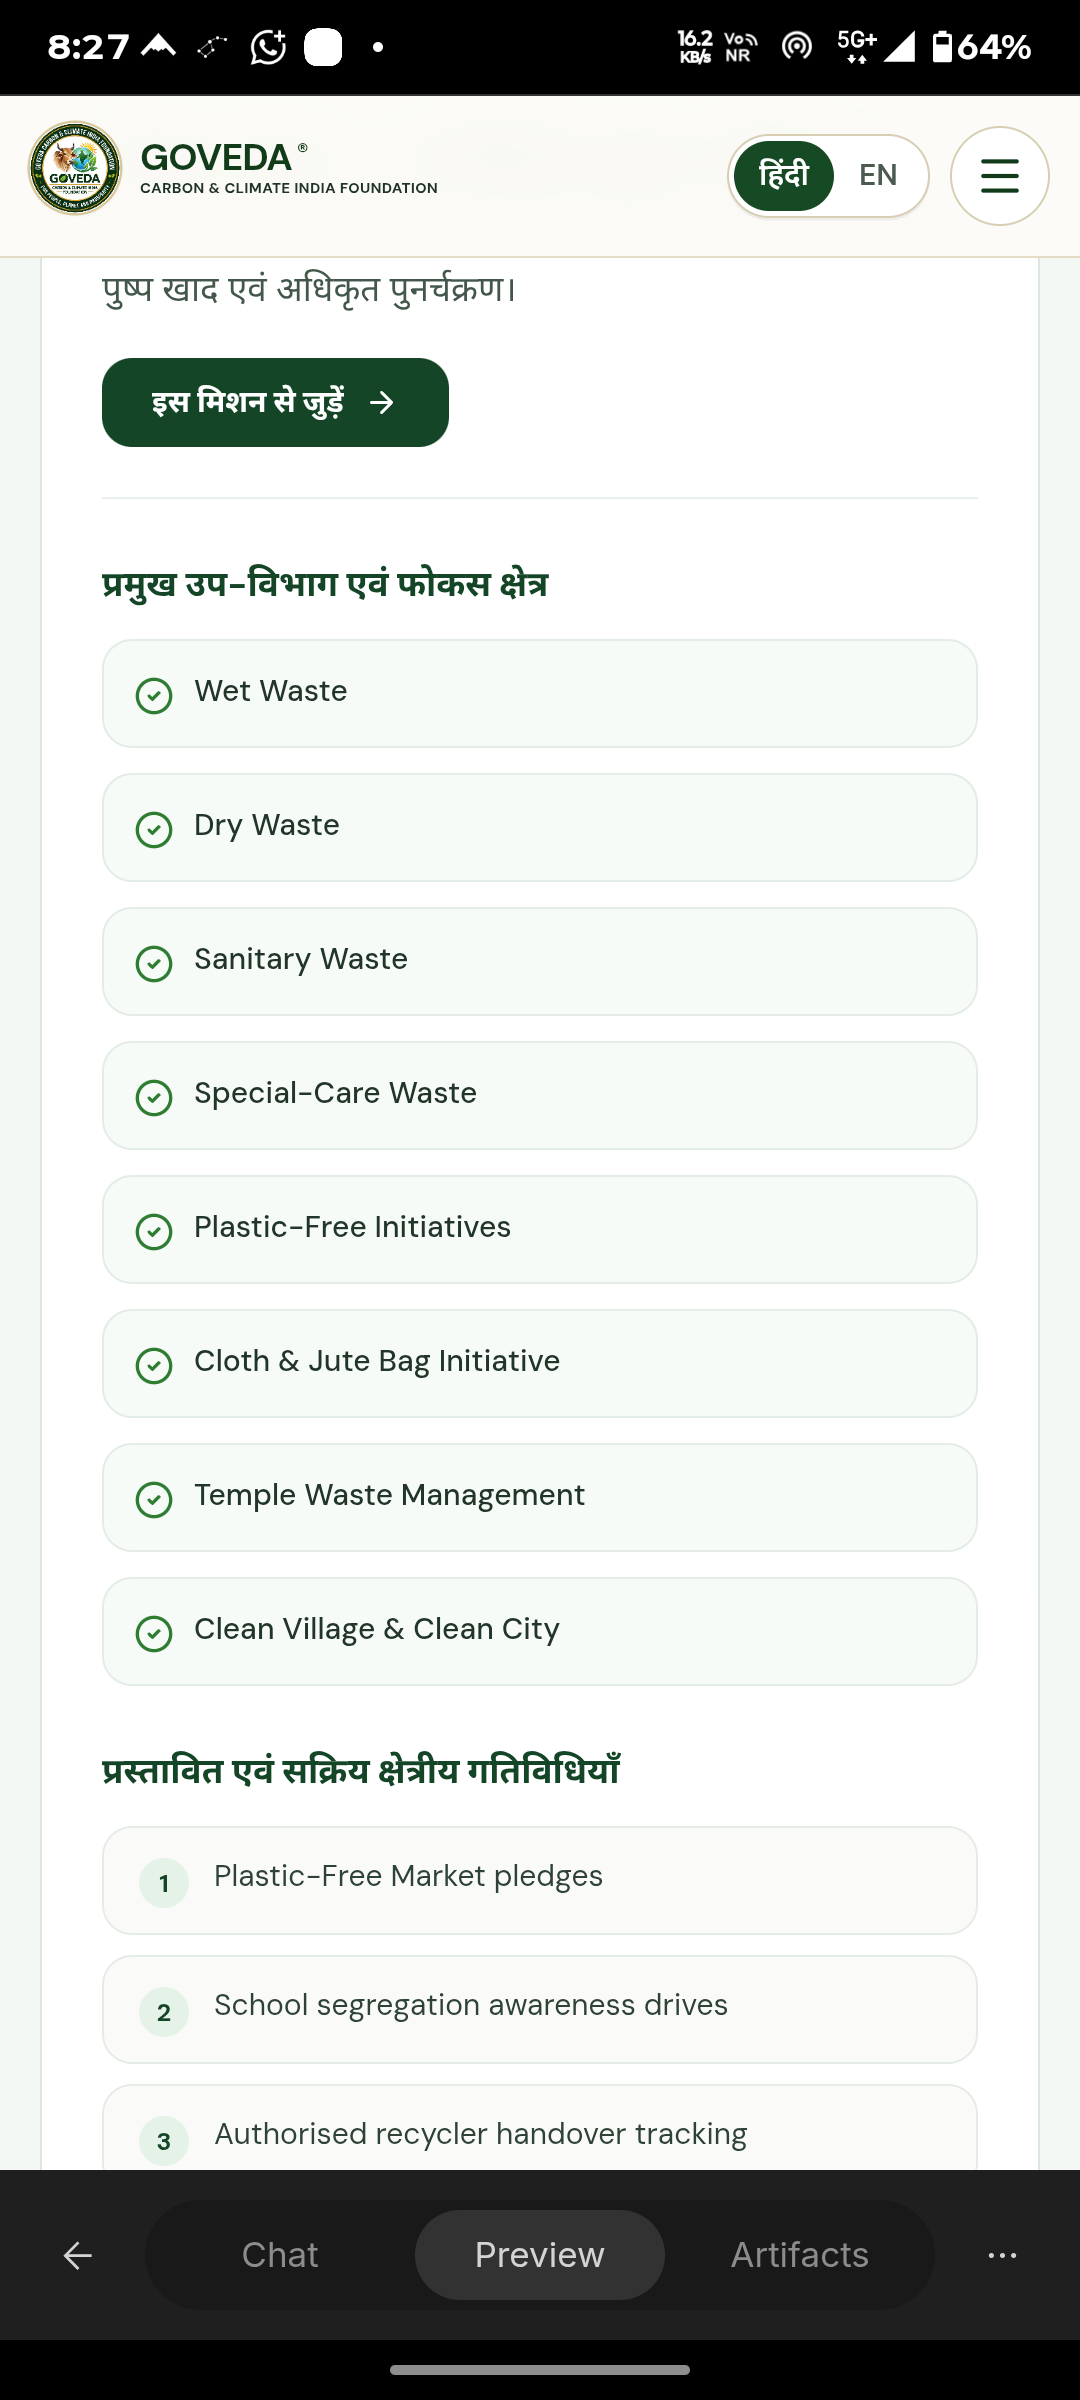 8:27
16.2 KB/s
Vo NR
5G+
64%
GOVEDA®
CARBON & CLIMATE INDIA FOUNDATION
हिंदी
EN
पुष्प खाद एवं अधिकृत पुनर्चक्रण।
इस मिशन से जुड़ें →
प्रमुख उप-विभाग एवं फोकस क्षेत्र
Wet Waste
Dry Waste
Sanitary Waste
Special-Care Waste
Plastic-Free Initiatives
Cloth & Jute Bag Initiative
Temple Waste Management
Clean Village & Clean City
प्रस्तावित एवं सक्रिय क्षेत्रीय गतिविधियाँ
1 Plastic-Free Market pledges
2 School segregation awareness drives
3 Authorised recycler handover tracking
Chat
Preview
Artifacts